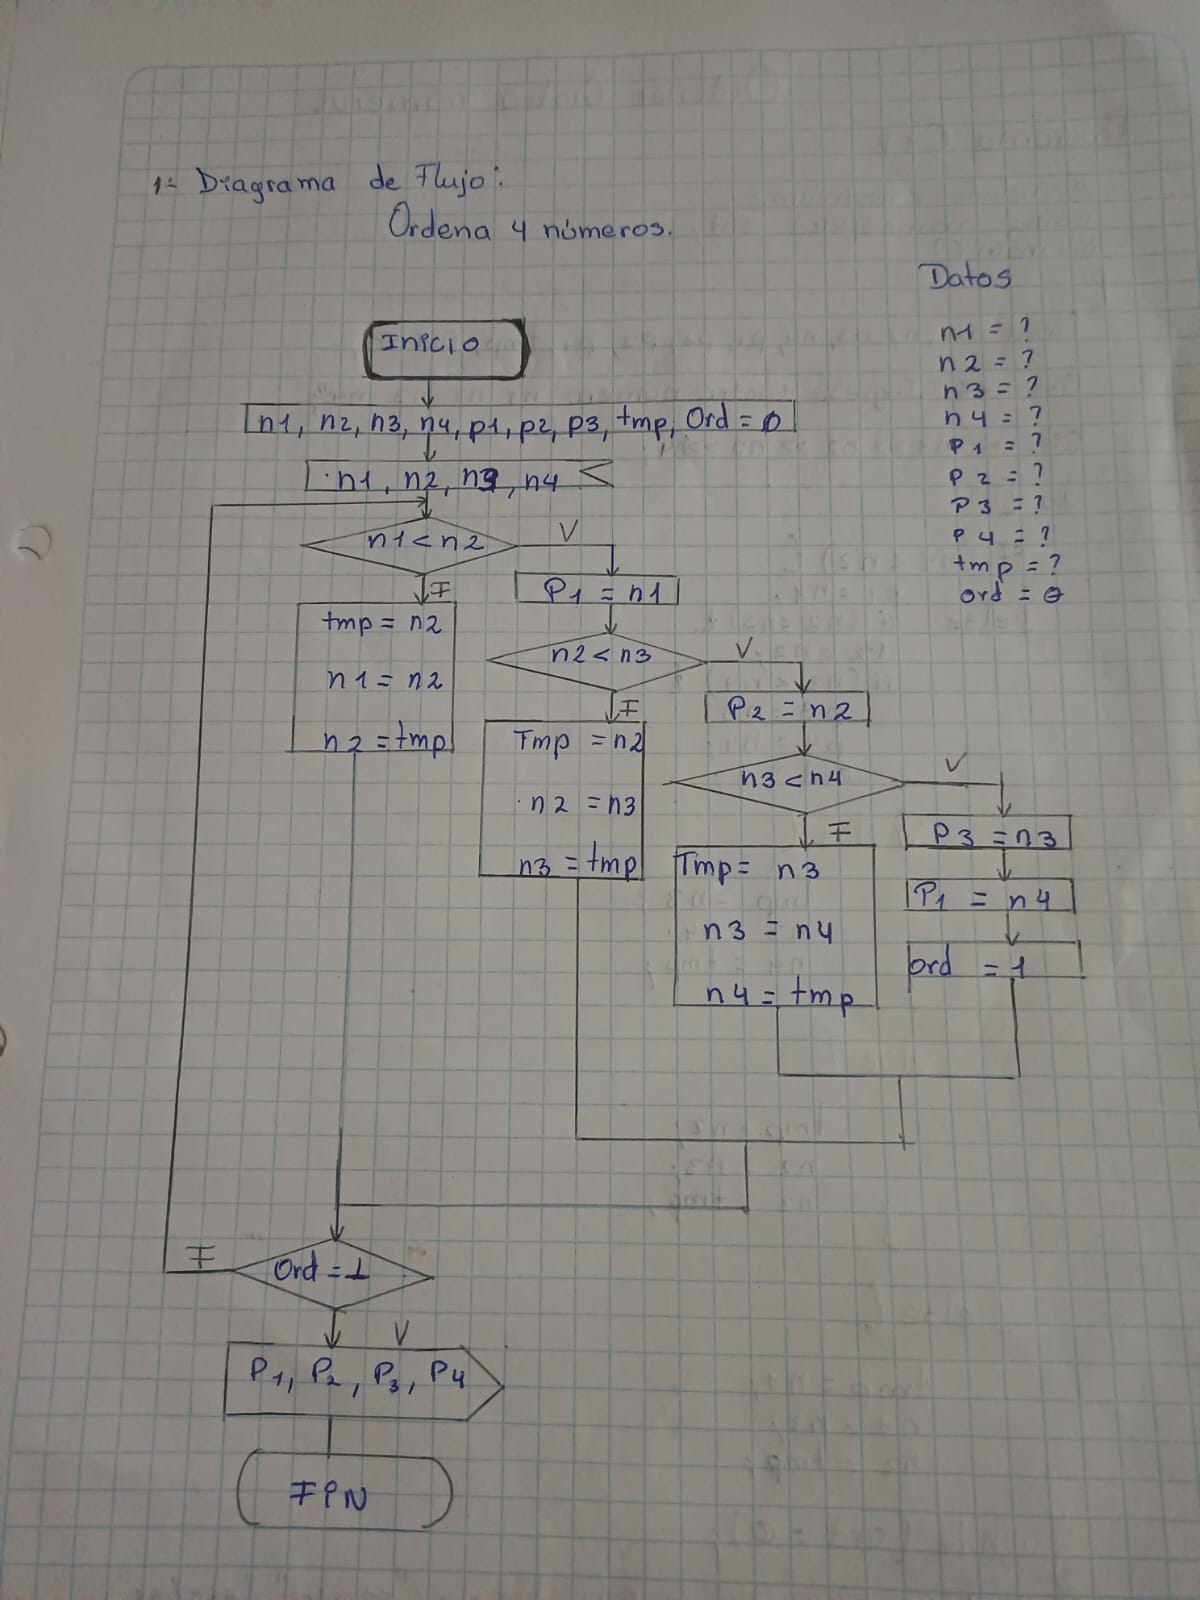 1.- Diagrama de Flujo:
Ordena 4 números.
Datos
n1 = ?
n2 = ?
n3 = ?
n4 = ?
P1 = ?
P2 = ?
P3 = ?
P4 = ?
tmp = ?
ord = 0
Inicio
n1, n2, n3, n4, p1, p2, p3, tmp, Ord = 0
n1, n2, n3, n4
n1 < n2
V
F
P1 = n1
tmp = n2
n1 = n2
n2 = tmp
n2 < n3
V
F
P2 = n2
Tmp = n2
n2 = n3
n3 = tmp
n3 < n4
V
F
P3 = n3
P1 = n4
ord = 1
Tmp = n3
n3 = n4
n4 = tmp
F
Ord = 1
V
P1, P2, P3, P4
FIN